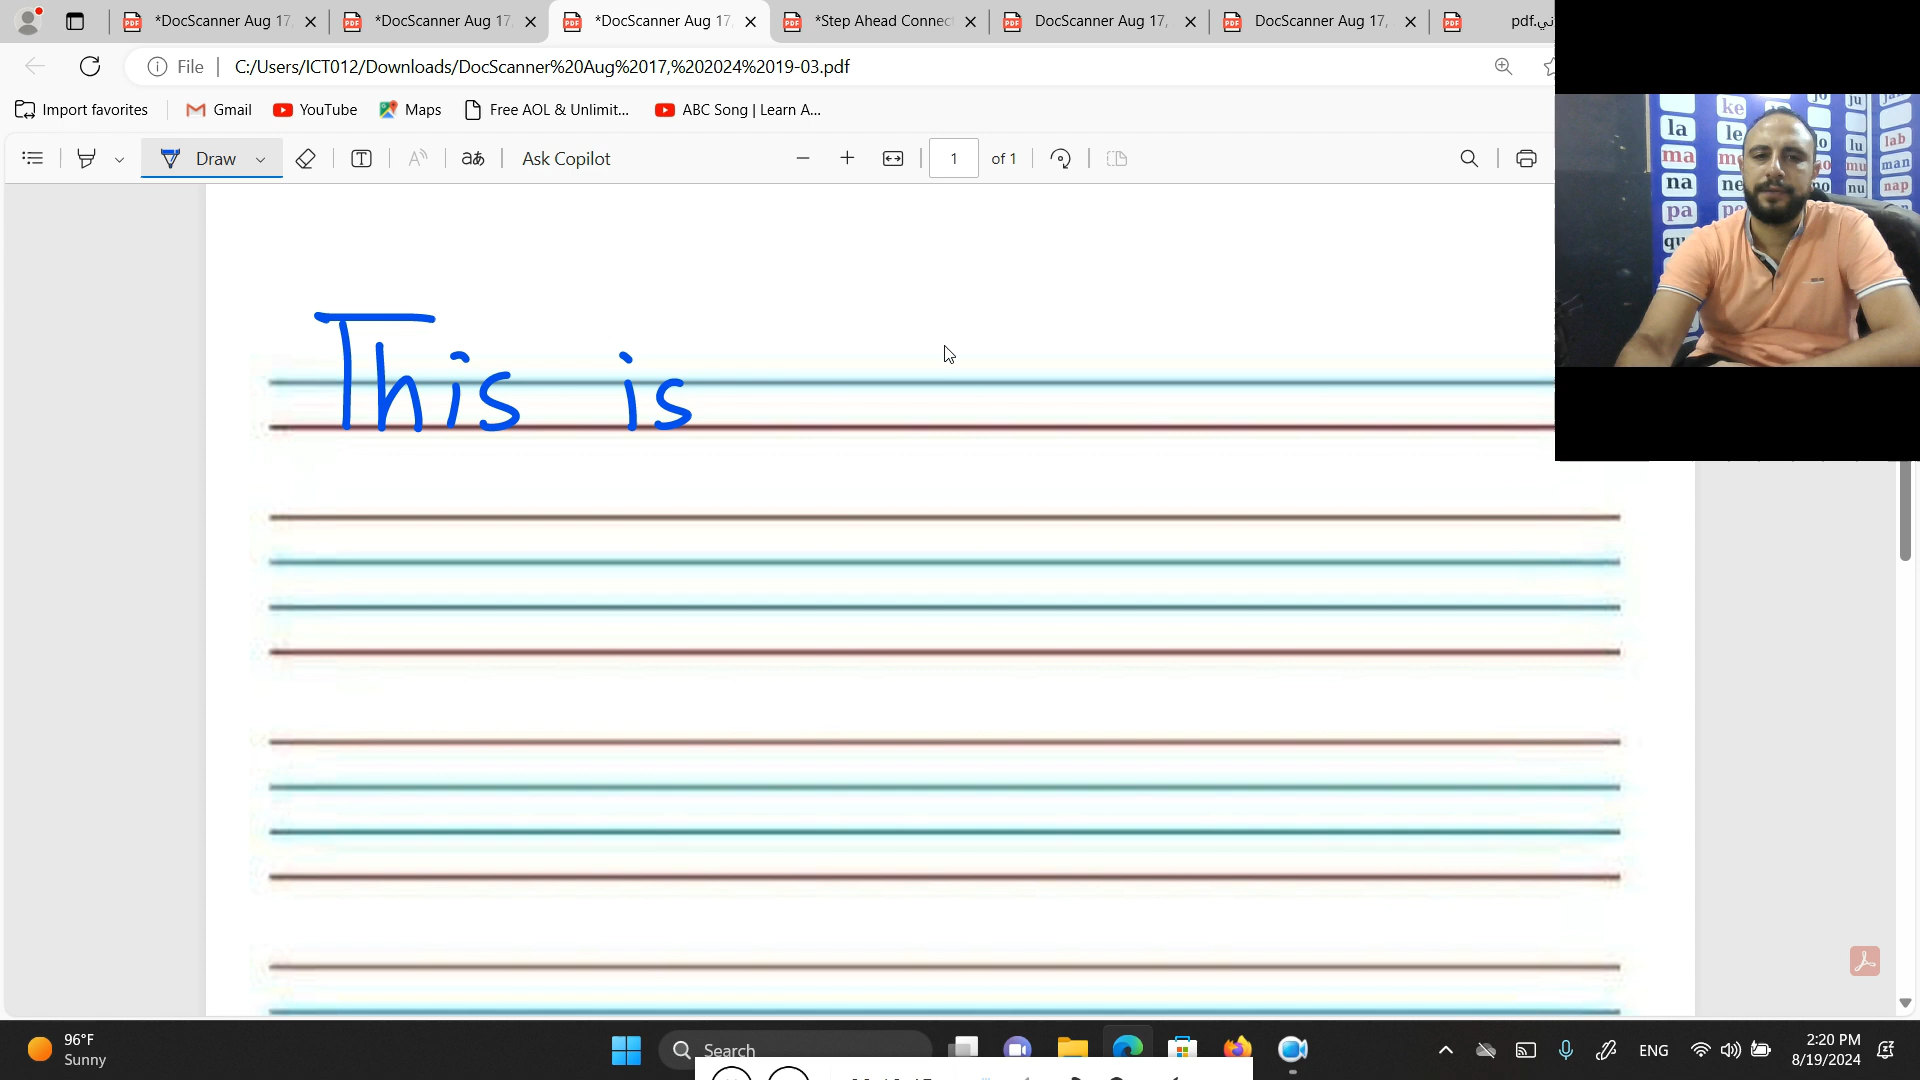 *DocScanner Aug 17,
*DocScanner Aug 17,
*DocScanner Aug 17,
*Step Ahead Connect
DocScanner Aug 17,
DocScanner Aug 17,
File
C:/Users/ICT012/Downloads/DocScanner%20Aug%2017,%202024%2019-03.pdf
Import favorites
Gmail
YouTube
Maps
Free AOL & Unlimit...
ABC Song | Learn A...
Draw
Ask Copilot
1
of 1
This is
ke
ju
la
le
lu
lab
ma
mu
man
na
ne
no
nu
nap
pa
96°F
Sunny
Search
ENG
2:20 PM
8/19/2024